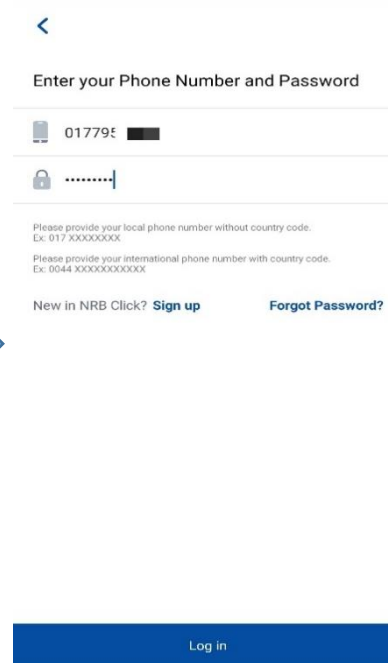 Enter your Phone Number and Password
01779
.........
Please provide your local phone number without country code.
Ex: 017 XXXXXXXX
Please provide your international phone number with country code.
Ex: 0044 XXXXXXXXXXX
New in NRB Click? Sign up Forgot Password?
Log in